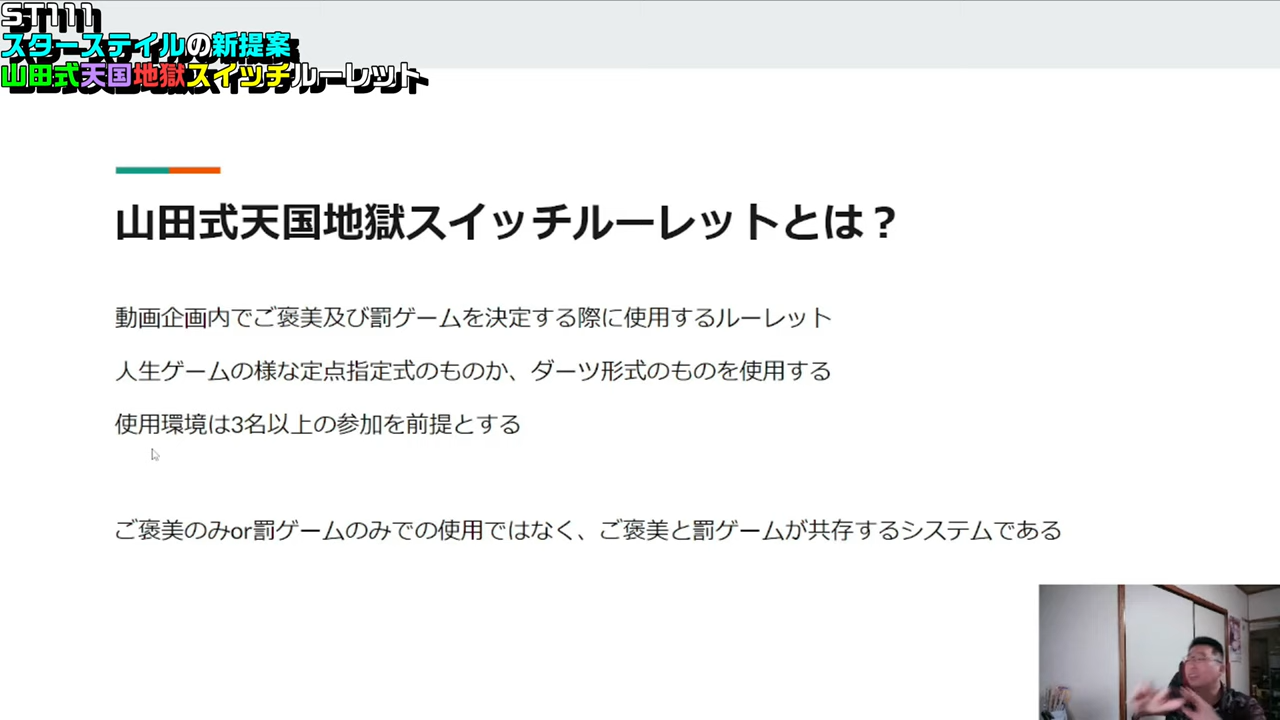 ST111
スターステイルの新提案
山田式天国地獄スイッチルーレット
山田式天国地獄スイッチルーレットとは？
動画企画内でご褒美及び罰ゲームを決定する際に使用するルーレット
人生ゲームの様な定点指定式のものか、ダーツ形式のものを使用する
使用環境は3名以上の参加を前提とする
ご褒美のみor罰ゲームのみでの使用ではなく、ご褒美と罰ゲームが共存するシステムである